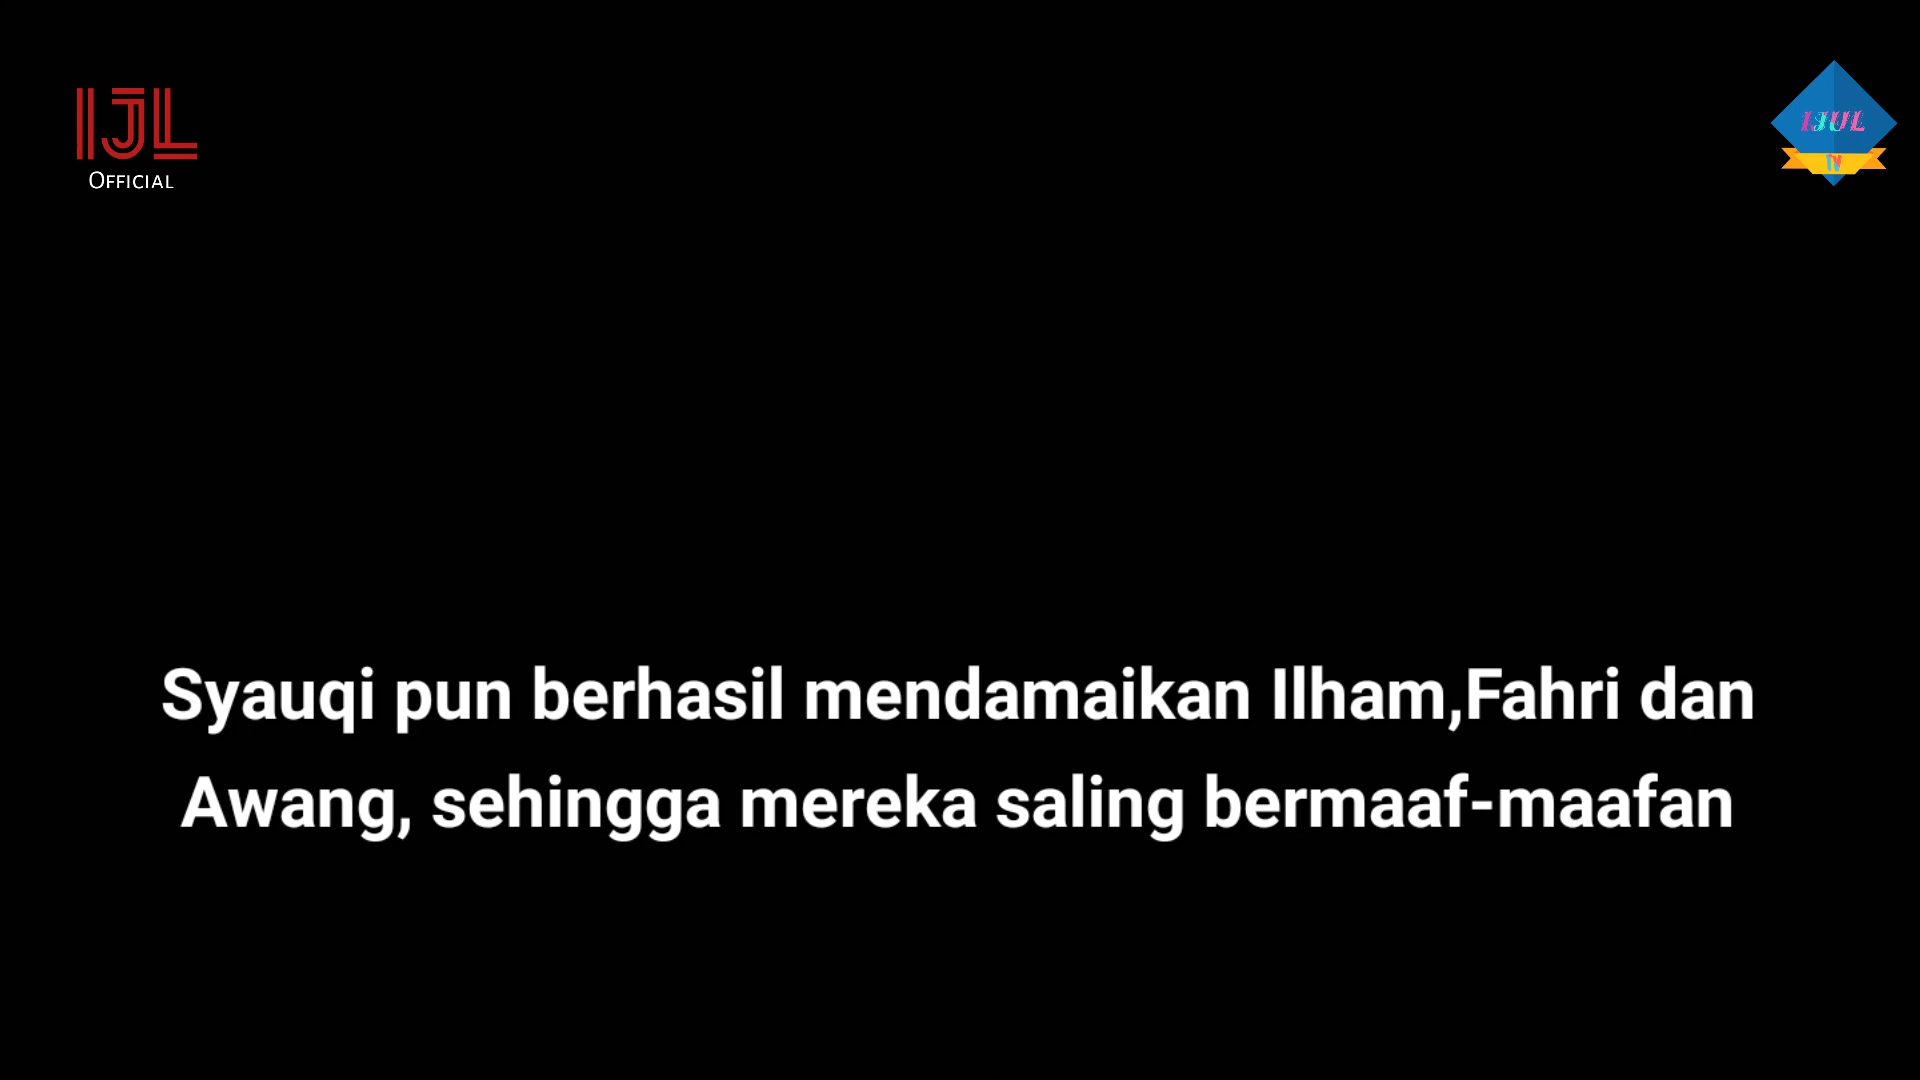 IJL
OFFICIAL
IJUL
TV
Syauqi pun berhasil mendamaikan Ilham,Fahri dan
Awang, sehingga mereka saling bermaaf-maafan